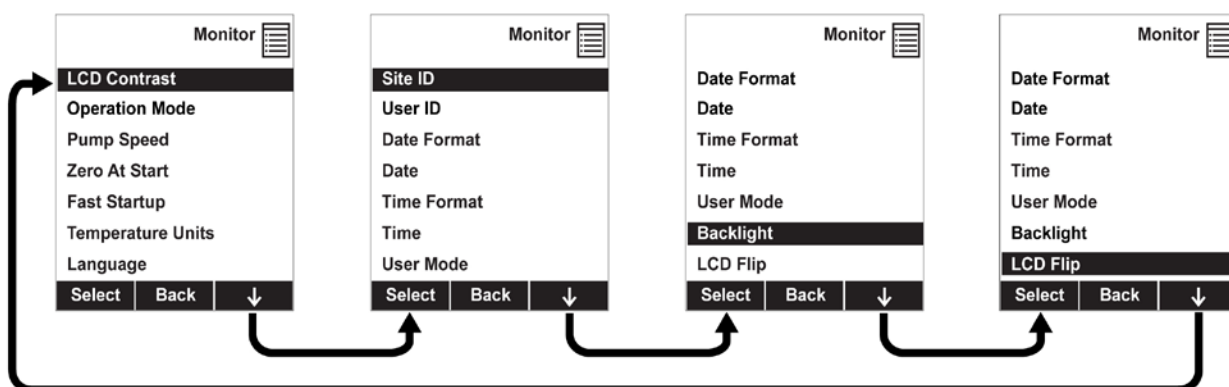 Monitor
LCD Contrast
Operation Mode
Pump Speed
Zero At Start
Fast Startup
Temperature Units
Language
Select Back ↓
Monitor
Site ID
User ID
Date Format
Date
Time Format
Time
User Mode
Select Back ↓
Monitor
Date Format
Date
Time Format
Time
User Mode
Backlight
LCD Flip
Select Back ↓
Monitor
Date Format
Date
Time Format
Time
User Mode
Backlight
LCD Flip
Select Back ↓